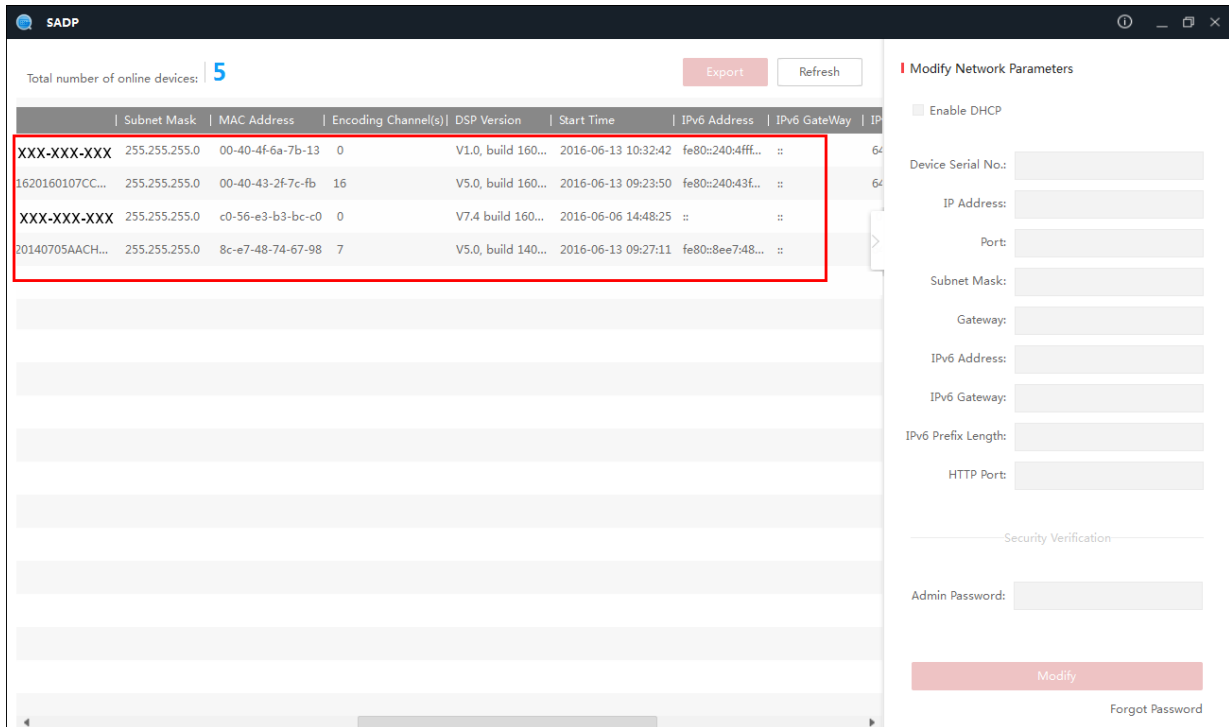 SADP
Total number of online devices: 5
Export
Refresh
| Subnet Mask | MAC Address | Encoding Channel(s) | DSP Version | Start Time | IPv6 Address | IPv6 GateWay | IP
XXX-XXX-XXX 255.255.255.0 00-40-4f-6a-7b-13 0 V1.0, build 160... 2016-06-13 10:32:42 fe80::240:4fff... :: 64
1620160107CC... 255.255.255.0 00-40-43-2f-7c-fb 16 V5.0, build 160... 2016-06-13 09:23:50 fe80::240:43f... :: 64
XXX-XXX-XXX 255.255.255.0 c0-56-e3-b3-bc-c0 0 V7.4 build 160... 2016-06-06 14:48:25 :: ::
20140705AACH... 255.255.255.0 8c-e7-48-74-67-98 7 V5.0, build 140... 2016-06-13 09:27:11 fe80::8ee7:48... ::
Modify Network Parameters
Enable DHCP
Device Serial No.:
IP Address:
Port:
Subnet Mask:
Gateway:
IPv6 Address:
IPv6 Gateway:
IPv6 Prefix Length:
HTTP Port:
Security Verification
Admin Password:
Modify
Forgot Password